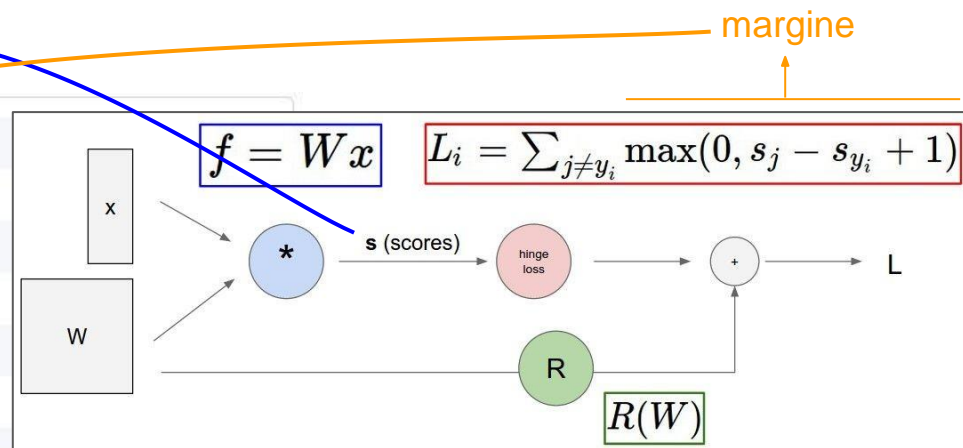 margine
f = Wx
L_i = \sum_{j \neq y_i} \max(0, s_j - s_{y_i} + 1)
x
W
*
s (scores)
hinge
loss
+
L
R
R(W)